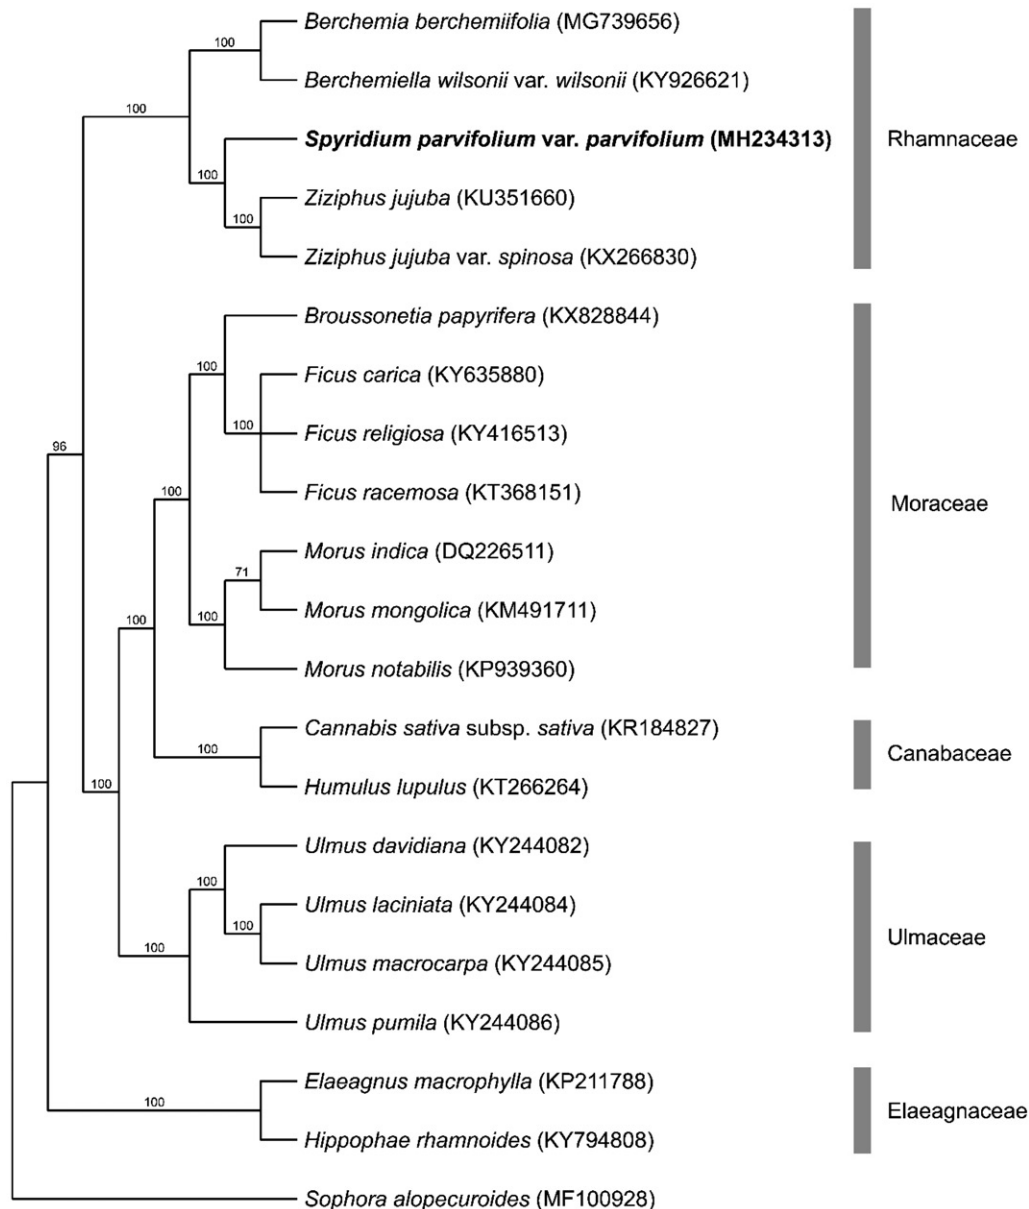 Berchemia berchemiifolia (MG739656)
100
Berchemiella wilsonii var. wilsonii (KY926621)
100
Spyridium parvifolium var. parvifolium (MH234313)
Rhamnaceae
100
Ziziphus jujuba (KU351660)
100
Ziziphus jujuba var. spinosa (KX266830)
Broussonetia papyrifera (KX828844)
100
Ficus carica (KY635880)
100
Ficus religiosa (KY416513)
96
100
Ficus racemosa (KT368151)
Moraceae
Morus indica (DQ226511)
71
Morus mongolica (KM491711)
100
100
Morus notabilis (KP939360)
Cannabis sativa subsp. sativa (KR184827)
100
Canabaceae
100
Humulus lupulus (KT266264)
Ulmus davidiana (KY244082)
100
Ulmus laciniata (KY244084)
100
Ulmaceae
100
Ulmus macrocarpa (KY244085)
Ulmus pumila (KY244086)
Elaeagnus macrophylla (KP211788)
100
Elaeagnaceae
Hippophae rhamnoides (KY794808)
Sophora alopecuroides (MF100928)